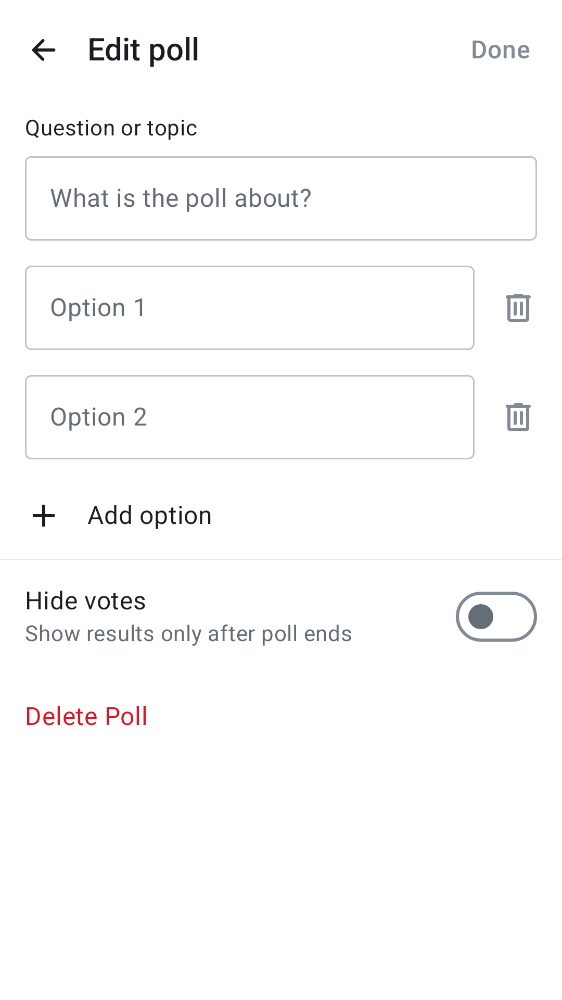 Edit poll
Done
Question or topic
What is the poll about?
Option 1
Option 2
Add option
Hide votes
Show results only after poll ends
Delete Poll